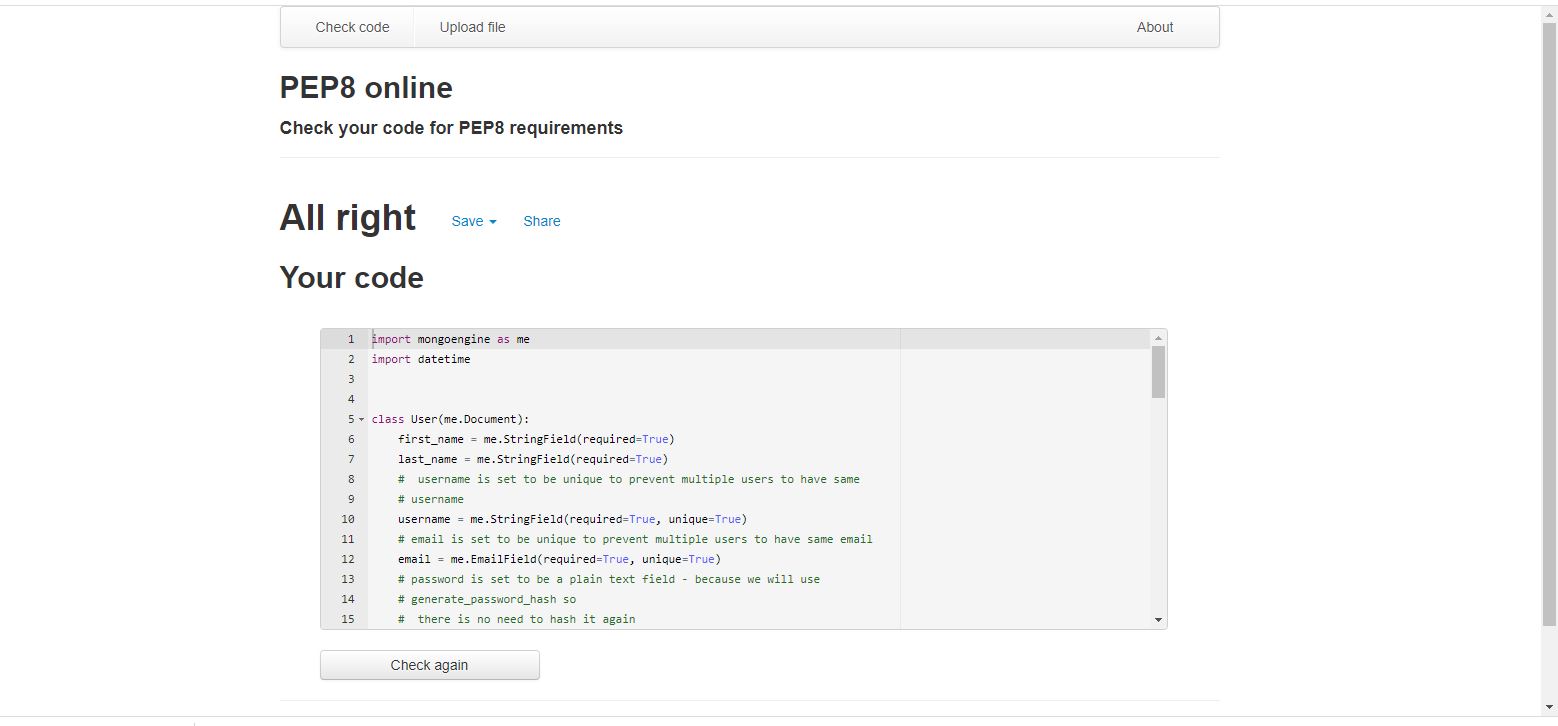 Check code Upload file About
PEP8 online
Check your code for PEP8 requirements
All right Save Share
Your code
1 import mongoengine as me
2 import datetime
3
4
5 class User(me.Document):
6 first_name = me.StringField(required=True)
7 last_name = me.StringField(required=True)
8 #  username is set to be unique to prevent multiple users to have same
9 # username
10 username = me.StringField(required=True, unique=True)
11 # email is set to be unique to prevent multiple users to have same email
12 email = me.EmailField(required=True, unique=True)
13 # password is set to be a plain text field - because we will use
14 # generate_password_hash so
15 #  there is no need to hash it again
Check again